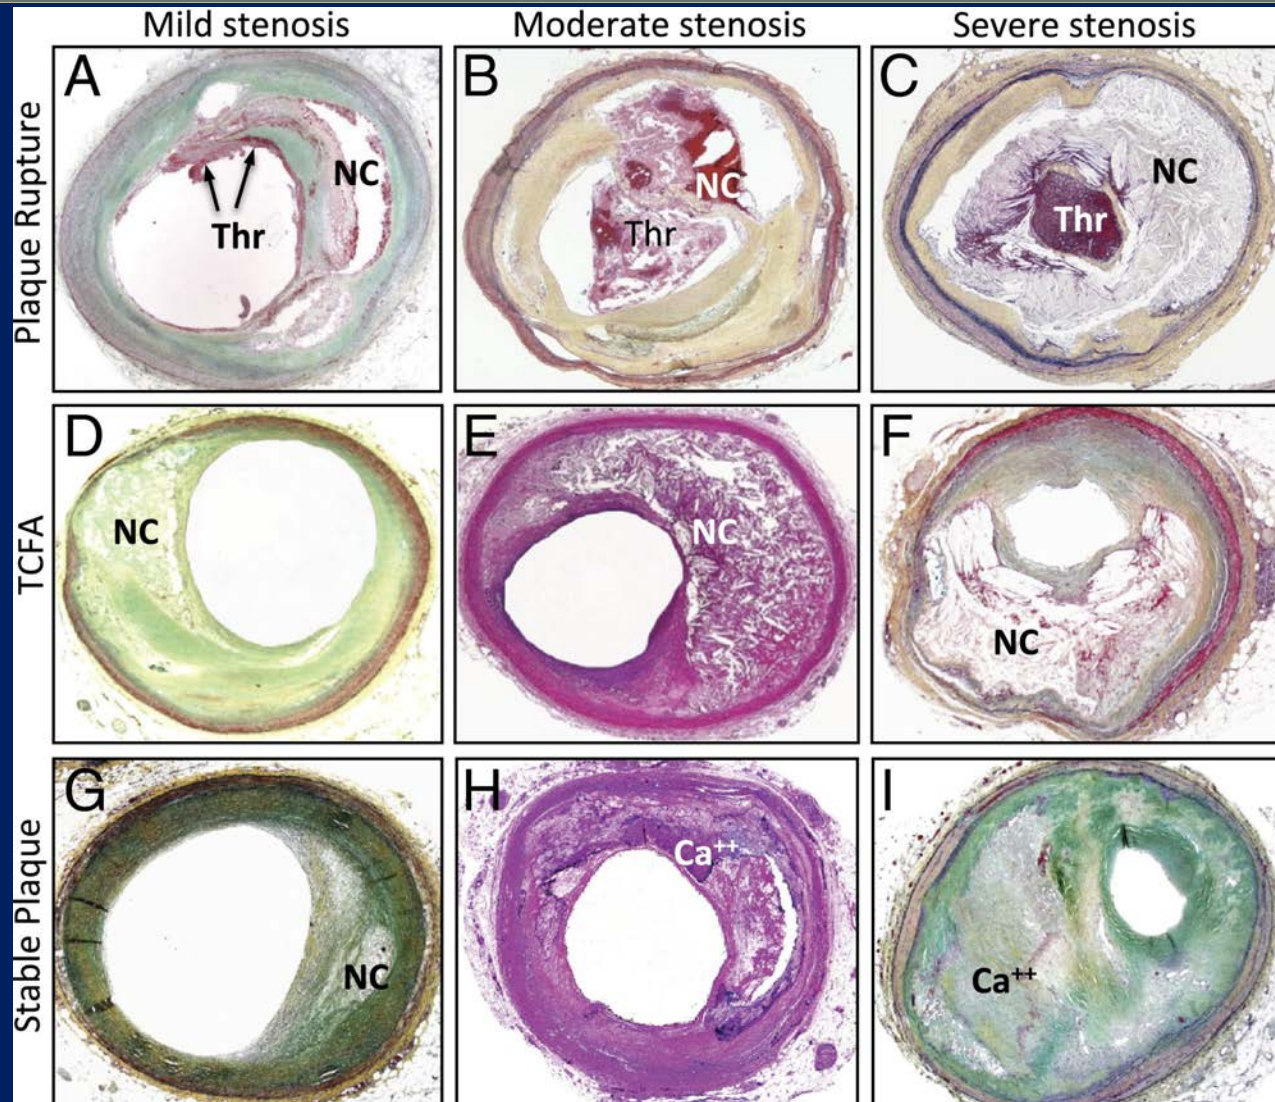 Mild stenosis
Moderate stenosis
Severe stenosis
Plaque Rupture
A
NC
Thr
B
NC
Thr
C
NC
Thr
TCFA
D
NC
E
NC
F
NC
Stable Plaque
G
NC
H
Ca⁺⁺
I
Ca⁺⁺